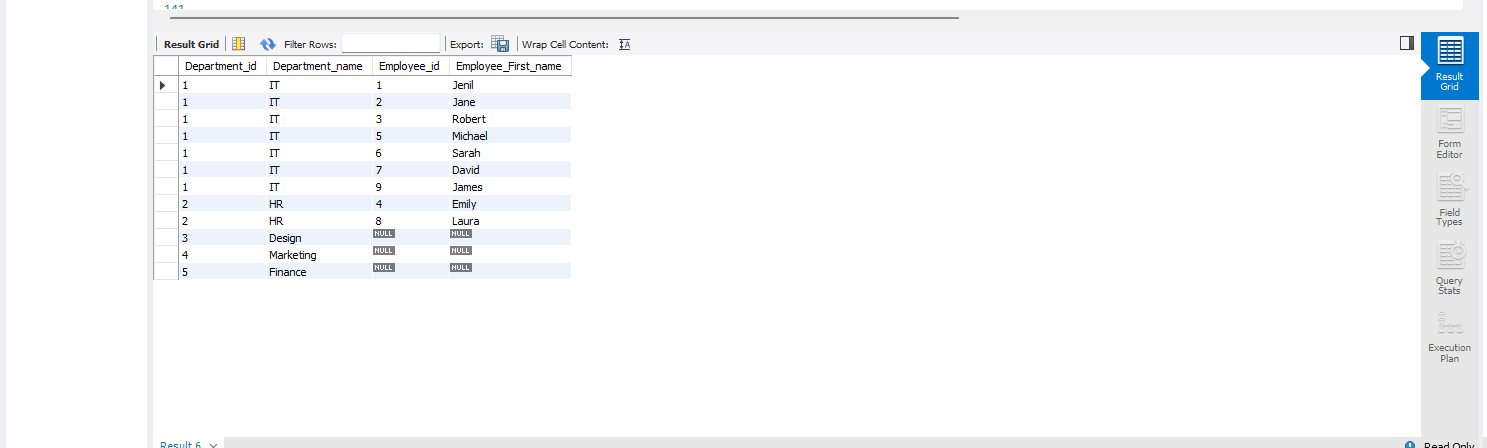 141
Result Grid Filter Rows: Export: Wrap Cell Content:
Department_id Department_name Employee_id Employee_First_name
1 IT 1 Jenil
1 IT 2 Jane
1 IT 3 Robert
1 IT 5 Michael
1 IT 6 Sarah
1 IT 7 David
1 IT 9 James
2 HR 4 Emily
2 HR 8 Laura
3 Design NULL NULL
4 Marketing NULL NULL
5 Finance NULL NULL
Result
Grid
Form
Editor
Field
Types
Query
Stats
Execution
Plan
Result 6
Read Only